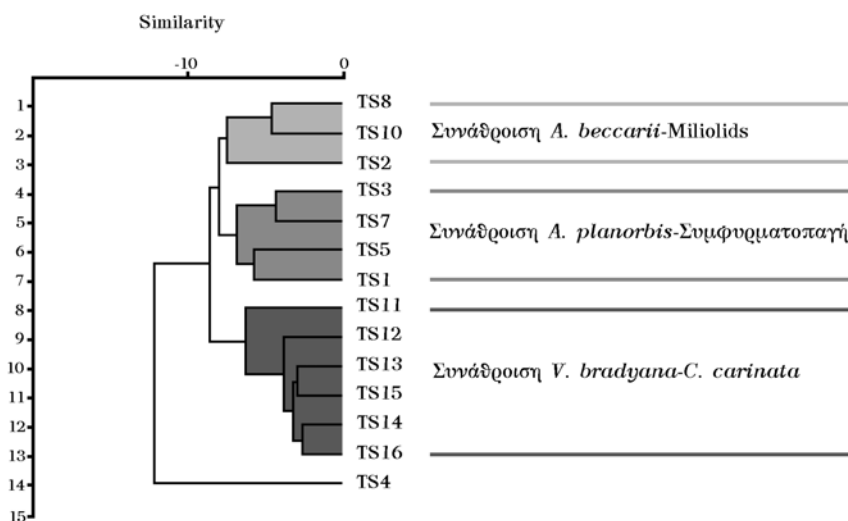 Similarity
-10 0
1 TS8
2 TS10 Συνάθροιση A. beccarii-Miliolids
3 TS2
4 TS3
5 TS7 Συνάθροιση A. planorbis-Συμφυρματοπαγή
6 TS5
7 TS1
8 TS11
9 TS12
10 TS13 Συνάθροιση V. bradyana-C. carinata
11 TS15
12 TS14
13 TS16
14 TS4
15